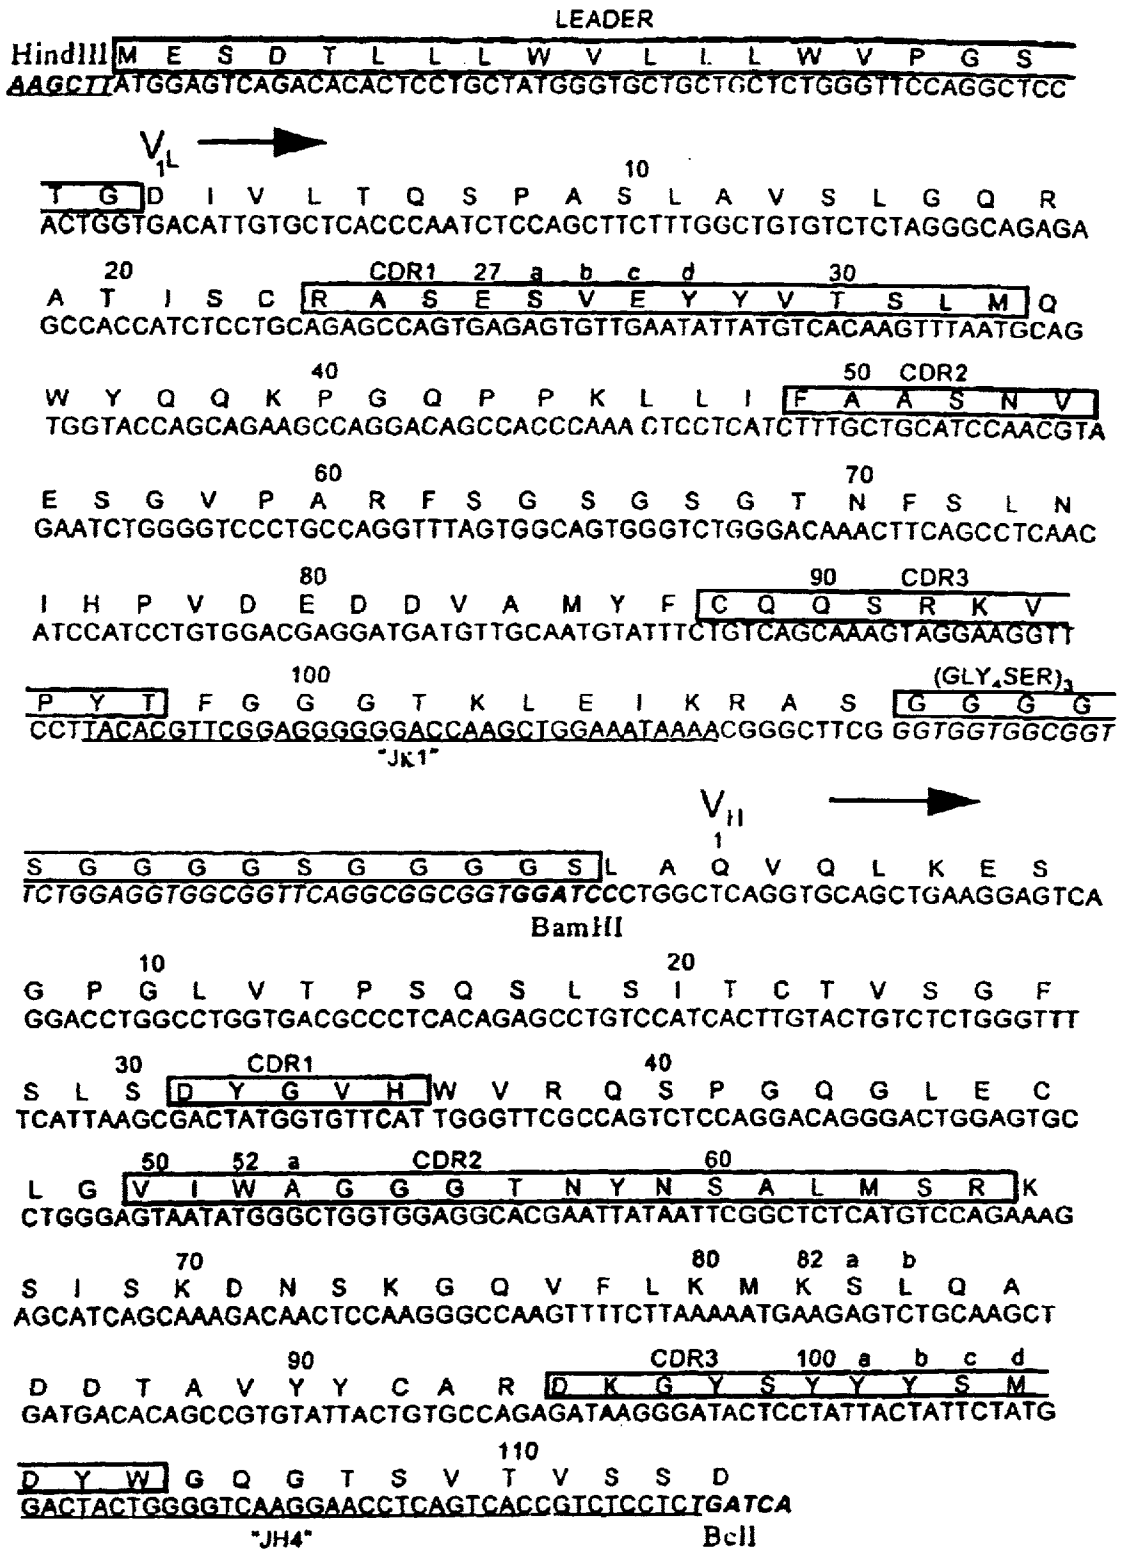 LEADER
HindIII M E S D T L L L W V L L L W V P G S
AAGCTTATGGAGTCAGACACACTCCTGCTATGGGTGCTGCTGCTCTGGGTTCCAGGCTCC
VL
1 10
T G D I V L T Q S P A S L A V S L G Q R
ACTGGTGACATTGTGCTCACCCAATCTCCAGCTTCTTTGGCTGTGTCTCTAGGGCAGAGA
20 CDR1 27 a b c d 30
A T I S C R A S E S V E Y Y V T S L M Q
GCCACCATCTCCTGCAGAGCCAGTGAGAGTGTTGAATATTATGTCACAAGTTTAATGCAG
40 50 CDR2
W Y Q Q K P G Q P P K L L I F A A S N V
TGGTACCAGCAGAAGCCAGGACAGCCACCCAAACTCCTCATCTTTGCTGCATCCAACGTA
60 70
E S G V P A R F S G S G S G T N F S L N
GAATCTGGGGTCCCTGCCAGGTTTAGTGGCAGTGGGTCTGGGACAAACTTCAGCCTCAAC
80 90 CDR3
I H P V D E D D V A M Y F C Q Q S R K V
ATCCATCCTGTGGACGAGGATGATGTTGCAATGTATTTCTGTCAGCAAAGTAGGAAGGTT
100 (GLY4SER)3
P Y T F G G G T K L E I K R A S G G G G
CCTTACACGTTCGGAGGGGGGACCAAGCTGGAAATAAAACGGGCTTCG GGTGGTGGCGGT
"JK1"
VH
1
S G G G G S G G G G S L A Q V Q L K E S
TCTGGAGGTGGCGGTTCAGGCGGCGGTGGATCCCTGGCTCAGGTGCAGCTGAAGGAGTCA
BamHI
10 20
G P G L V T P S Q S L S I T C T V S G F
GGACCTGGCCTGGTGACGCCCTCACAGAGCCTGTCCATCACTTGTACTGTCTCTGGGTTT
30 CDR1 40
S L S D Y G V H W V R Q S P G Q G L E C
TCATTAAGCGACTATGGTGTTCATTGGGTTCGCCAGTCTCCAGGACAGGGACTGGAGTGC
50 52 a CDR2 60
L G V I W A G G G T N Y N S A L M S R K
CTGGGAGTAATATGGGCTGGTGGAGGCACGAATTATAATTCGGCTCTCATGTCCAGAAAG
70 80 82 a b
S I S K D N S K G Q V F L K M K S L Q A
AGCATCAGCAAAGACAACTCCAAGGGCCAAGTTTTCTTAAAAATGAAGAGTCTGCAAGCT
90 CDR3 100 a b c d
D D T A V Y Y C A R D K G Y S Y Y Y S M
GATGACACAGCCGTGTATTACTGTGCCAGAGATAAGGGATACTCCTATTACTATTCTATG
110
D Y W G Q G T S V T V S S D
GACTACTGGGGTCAAGGAACCTCAGTCACCGTCTCCTCTGATCA
"JH4" BclI